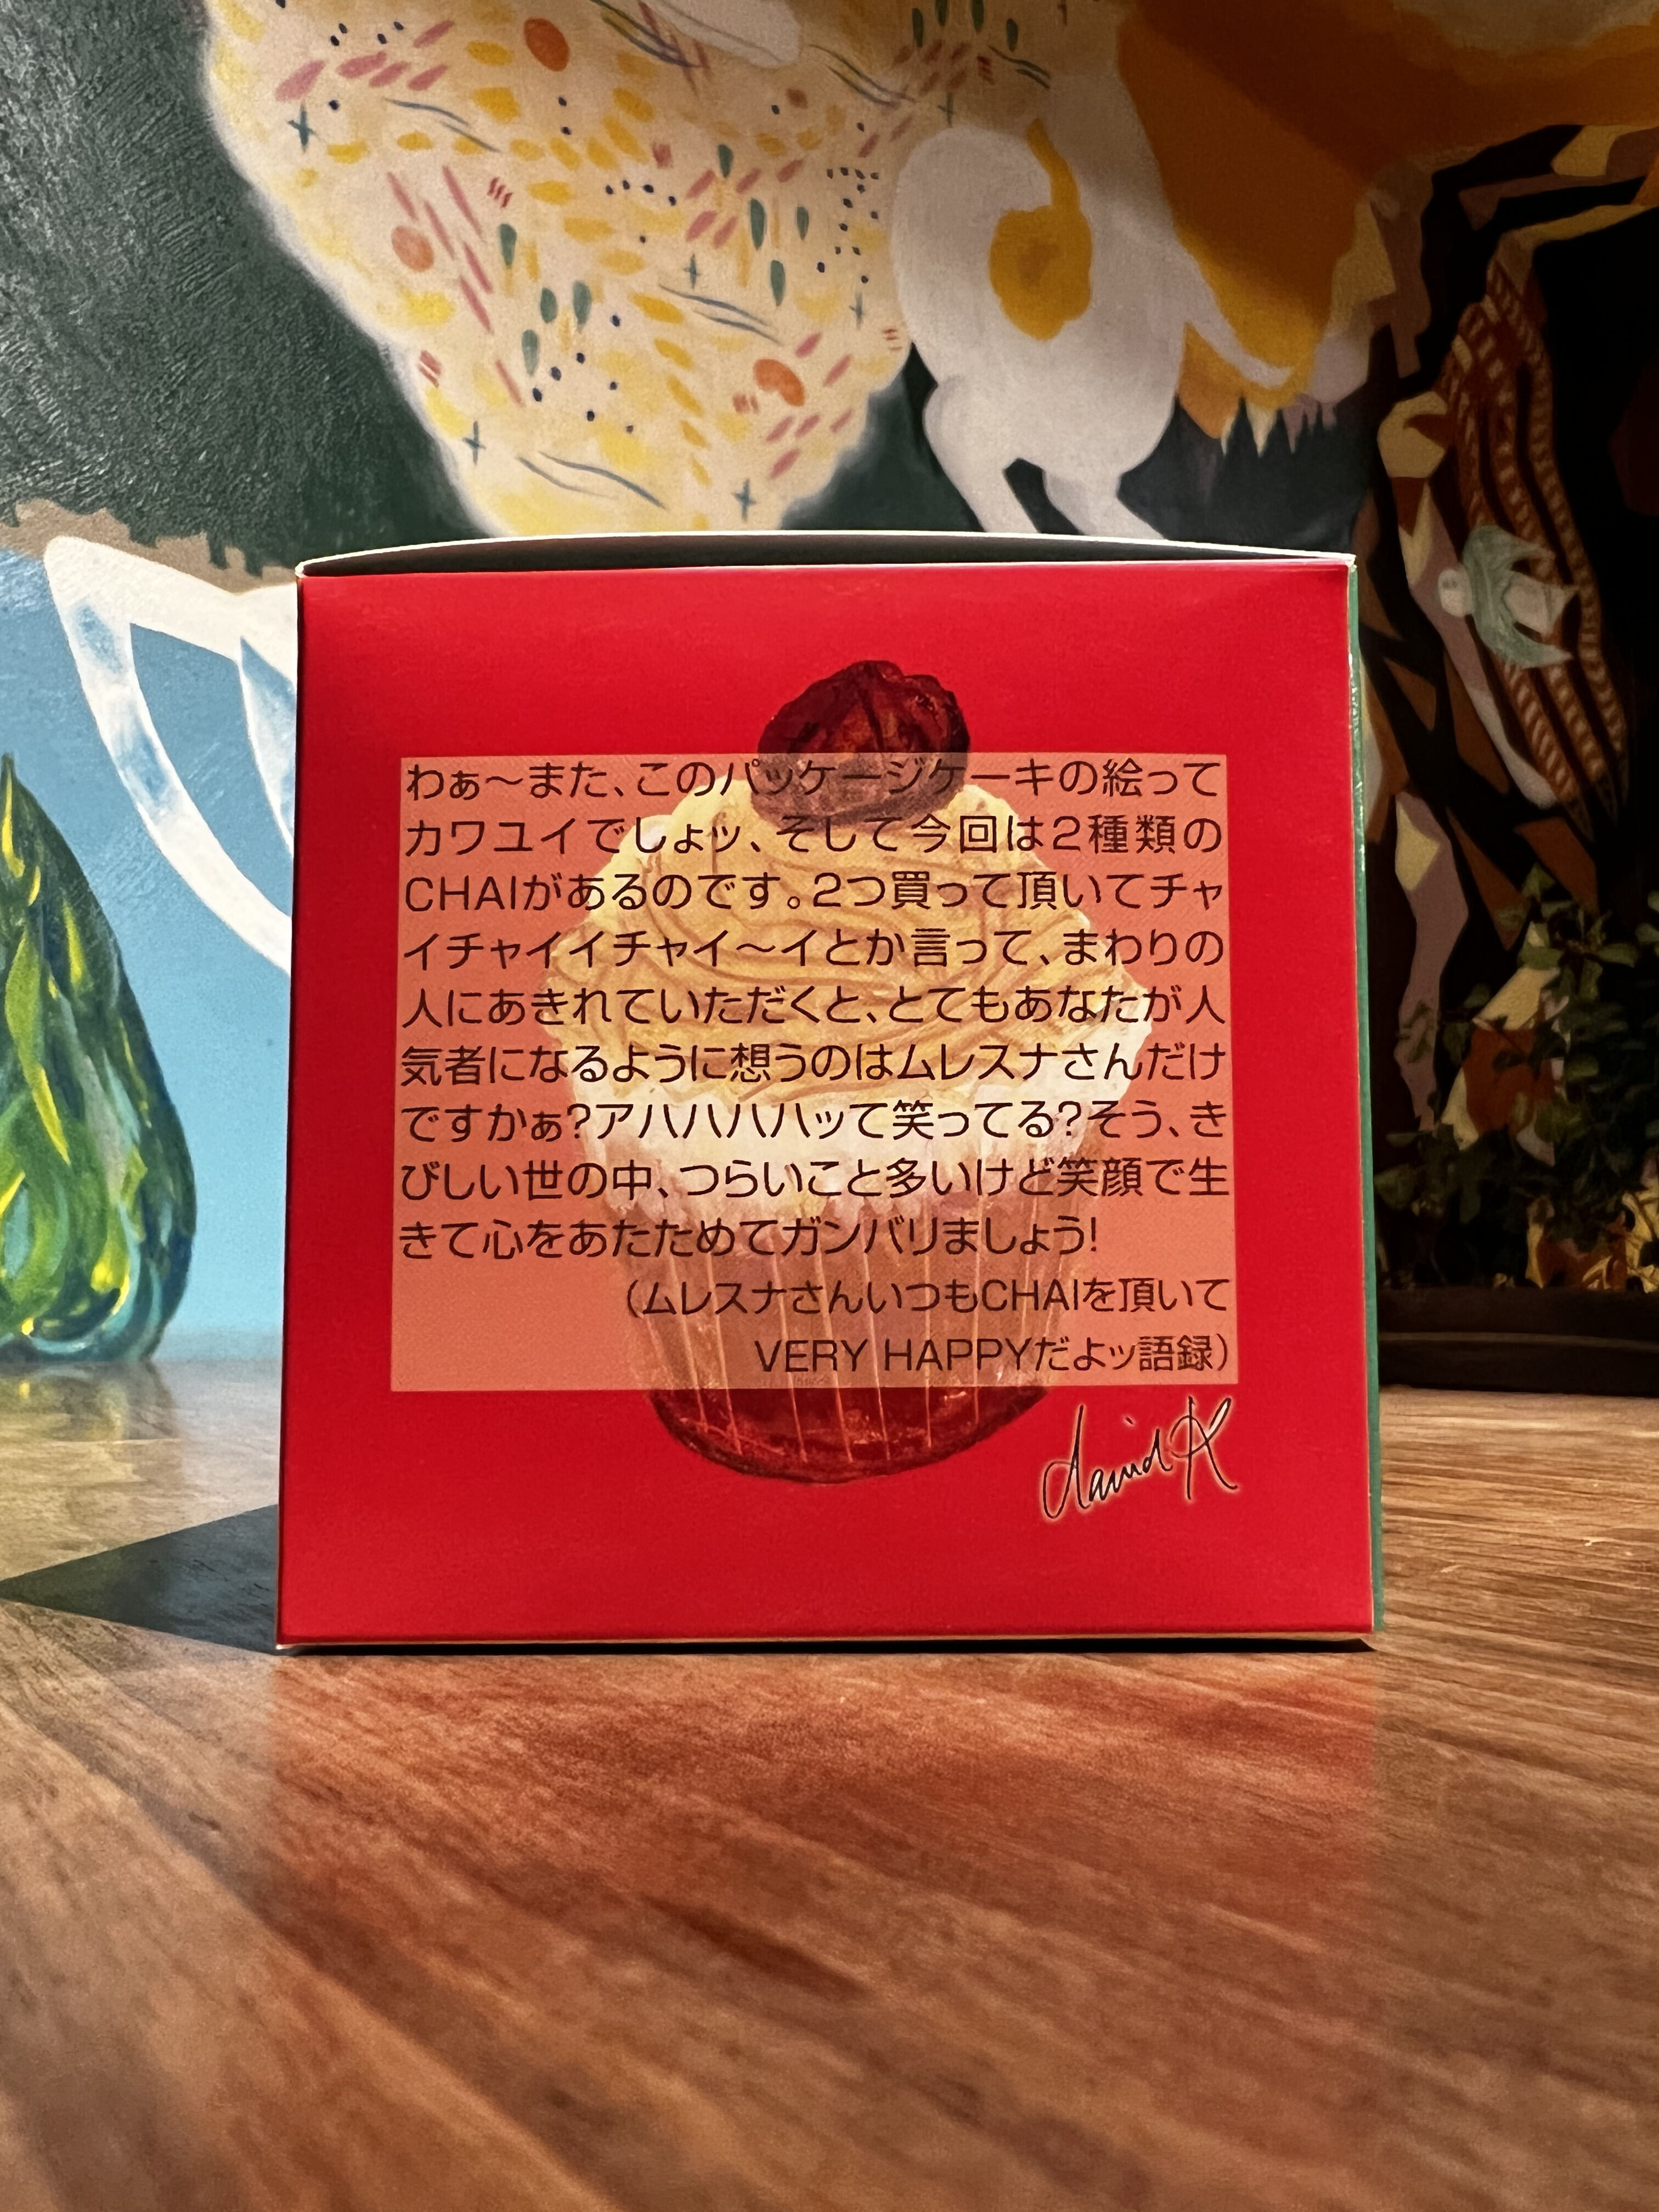 わぁ〜また、このパッケージケーキの絵って
カワユイでしょッ、そして今回は2種類の
CHAIがあるのです。2つ買って頂いてチャ
イチャイイチャイ〜イとか言って、まわりの
人にあきれていただくと、とてもあなたが人
気者になるように想うのはムレスナさんだけ
ですかぁ?アハハハハッて笑ってる?そう、き
びしい世の中、つらいこと多いけど笑顔で生
きて心をあたためてガンバリましょう!
(ムレスナさんいつもCHAIを頂いて
VERY HAPPYだよッ語録)
david K